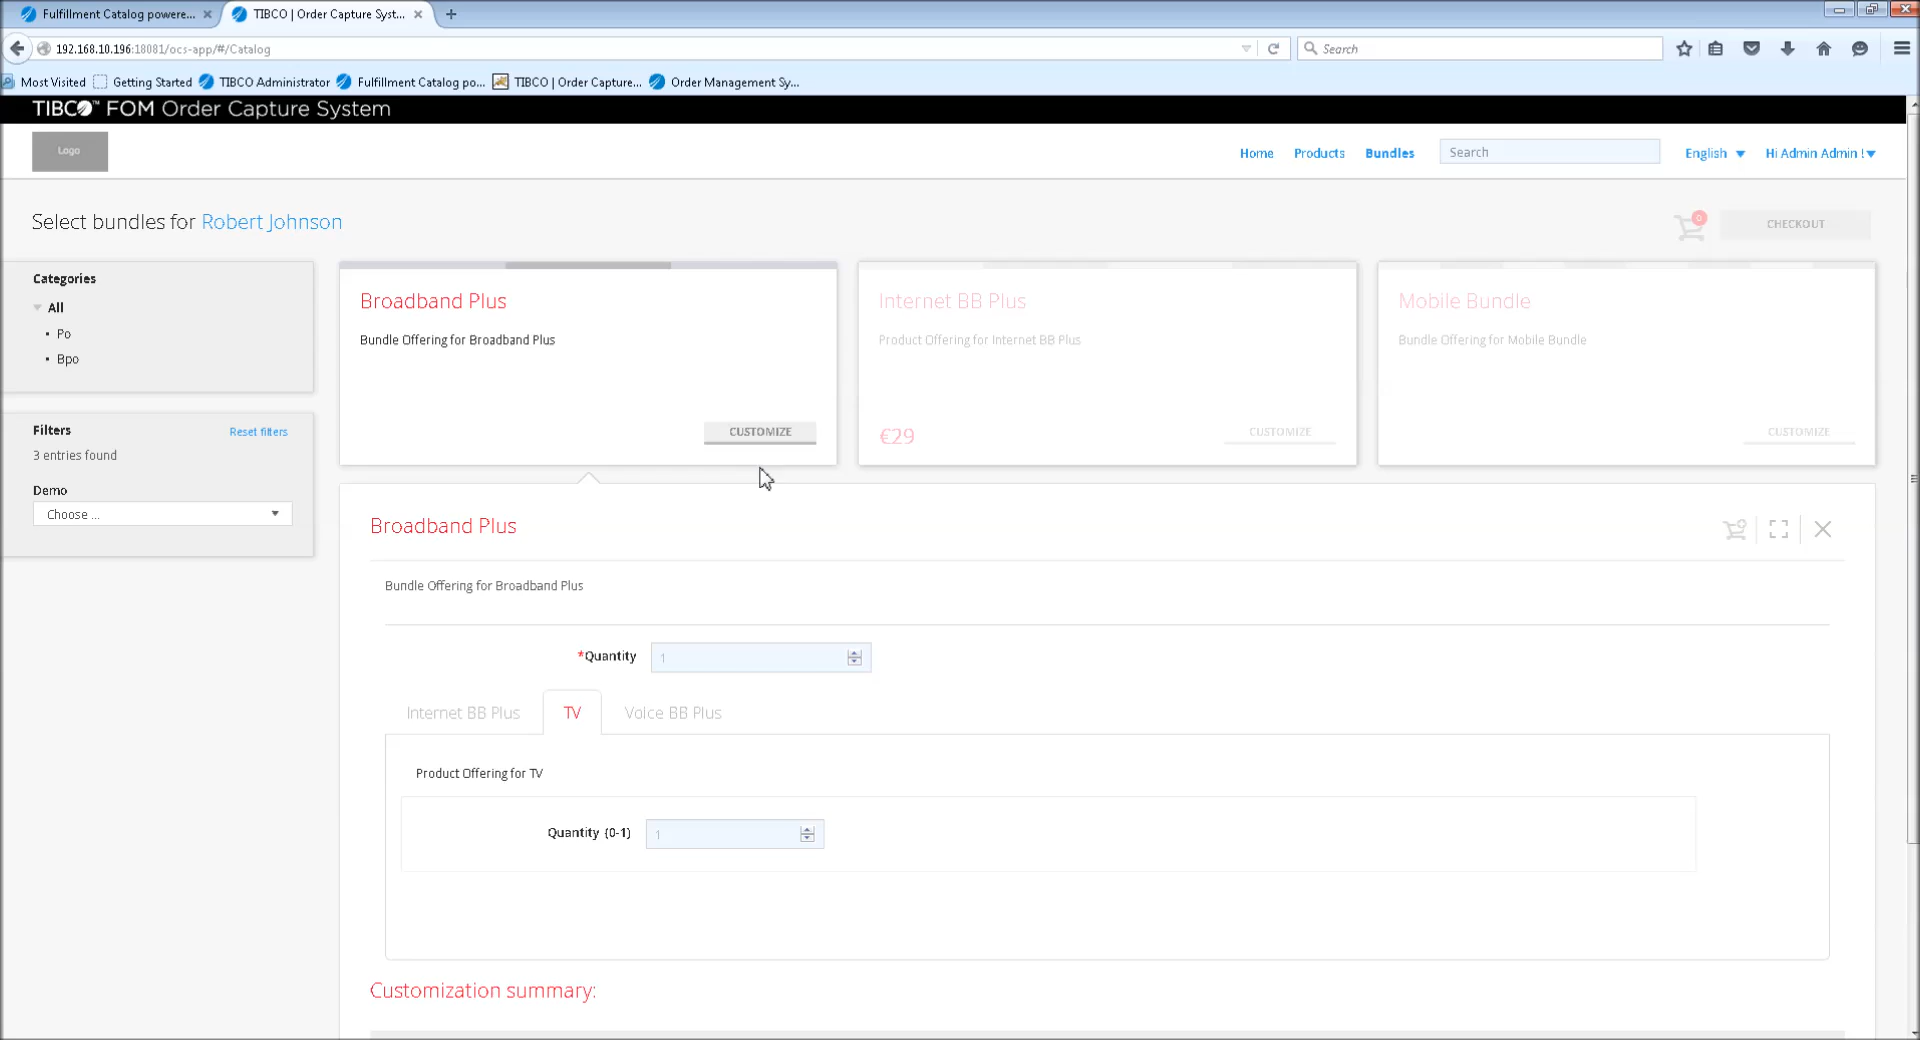 Fulfillment Catalog powere...
TIBCO | Order Capture Syst...
192.168.10.196:18081/ocs-app/#/Catalog
Search
Most Visited
Getting Started
TIBCO Administrator
Fulfillment Catalog po...
TIBCO | Order Capture...
Order Management Sy...
TIBCO™ FOM Order Capture System
Logo
Home
Products
Bundles
Search
English
Hi Admin Admin !
Select bundles for Robert Johnson
0
CHECKOUT
Categories
All
• Po
• Bpo
Filters
Reset filters
3 entries found
Demo
Choose ...
Broadband Plus
Bundle Offering for Broadband Plus
CUSTOMIZE
Internet BB Plus
Product Offering for Internet BB Plus
€29
CUSTOMIZE
Mobile Bundle
Bundle Offering for Mobile Bundle
CUSTOMIZE
Broadband Plus
Bundle Offering for Broadband Plus
*Quantity
1
Internet BB Plus
TV
Voice BB Plus
Product Offering for TV
Quantity (0-1)
1
Customization summary: